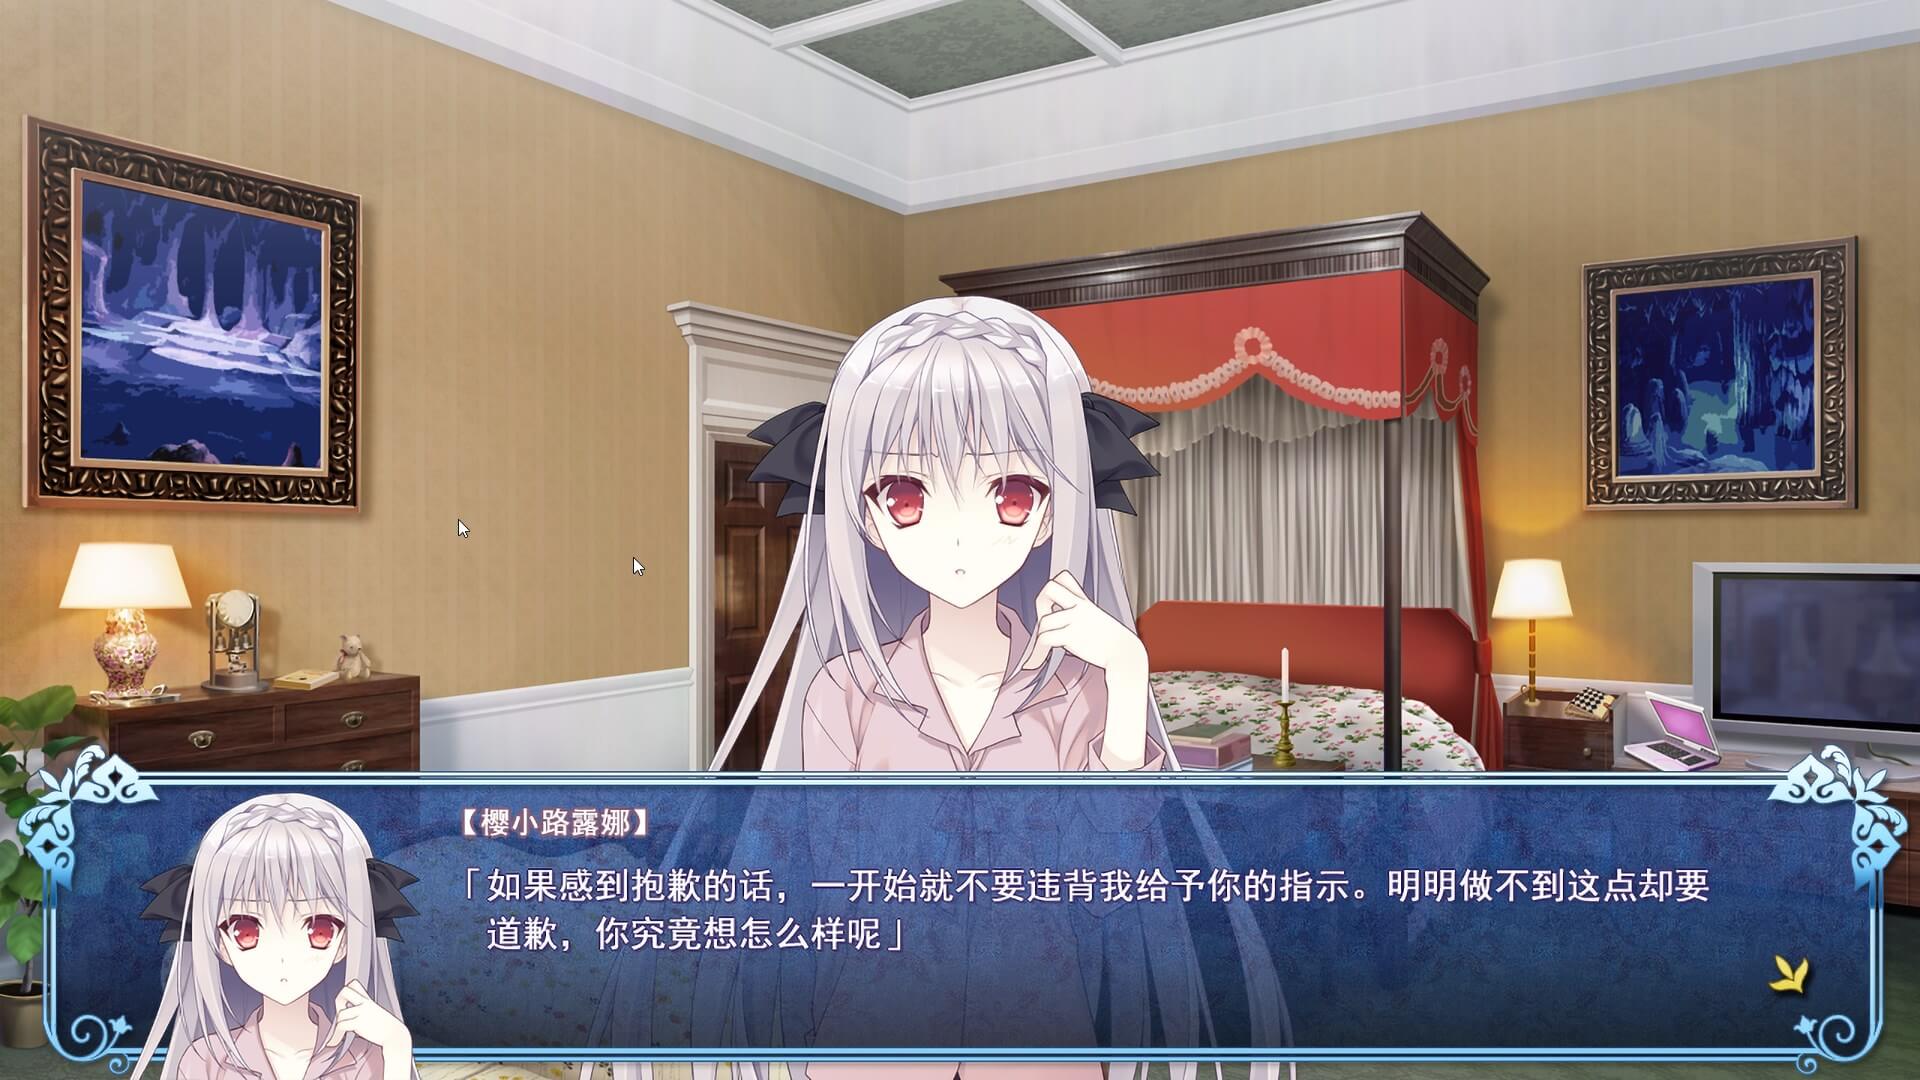 【樱小路露娜】
「如果感到抱歉的话，一开始就不要违背我给予你的指示。明明做不到这点却要
道歉，你究竟想怎么样呢」